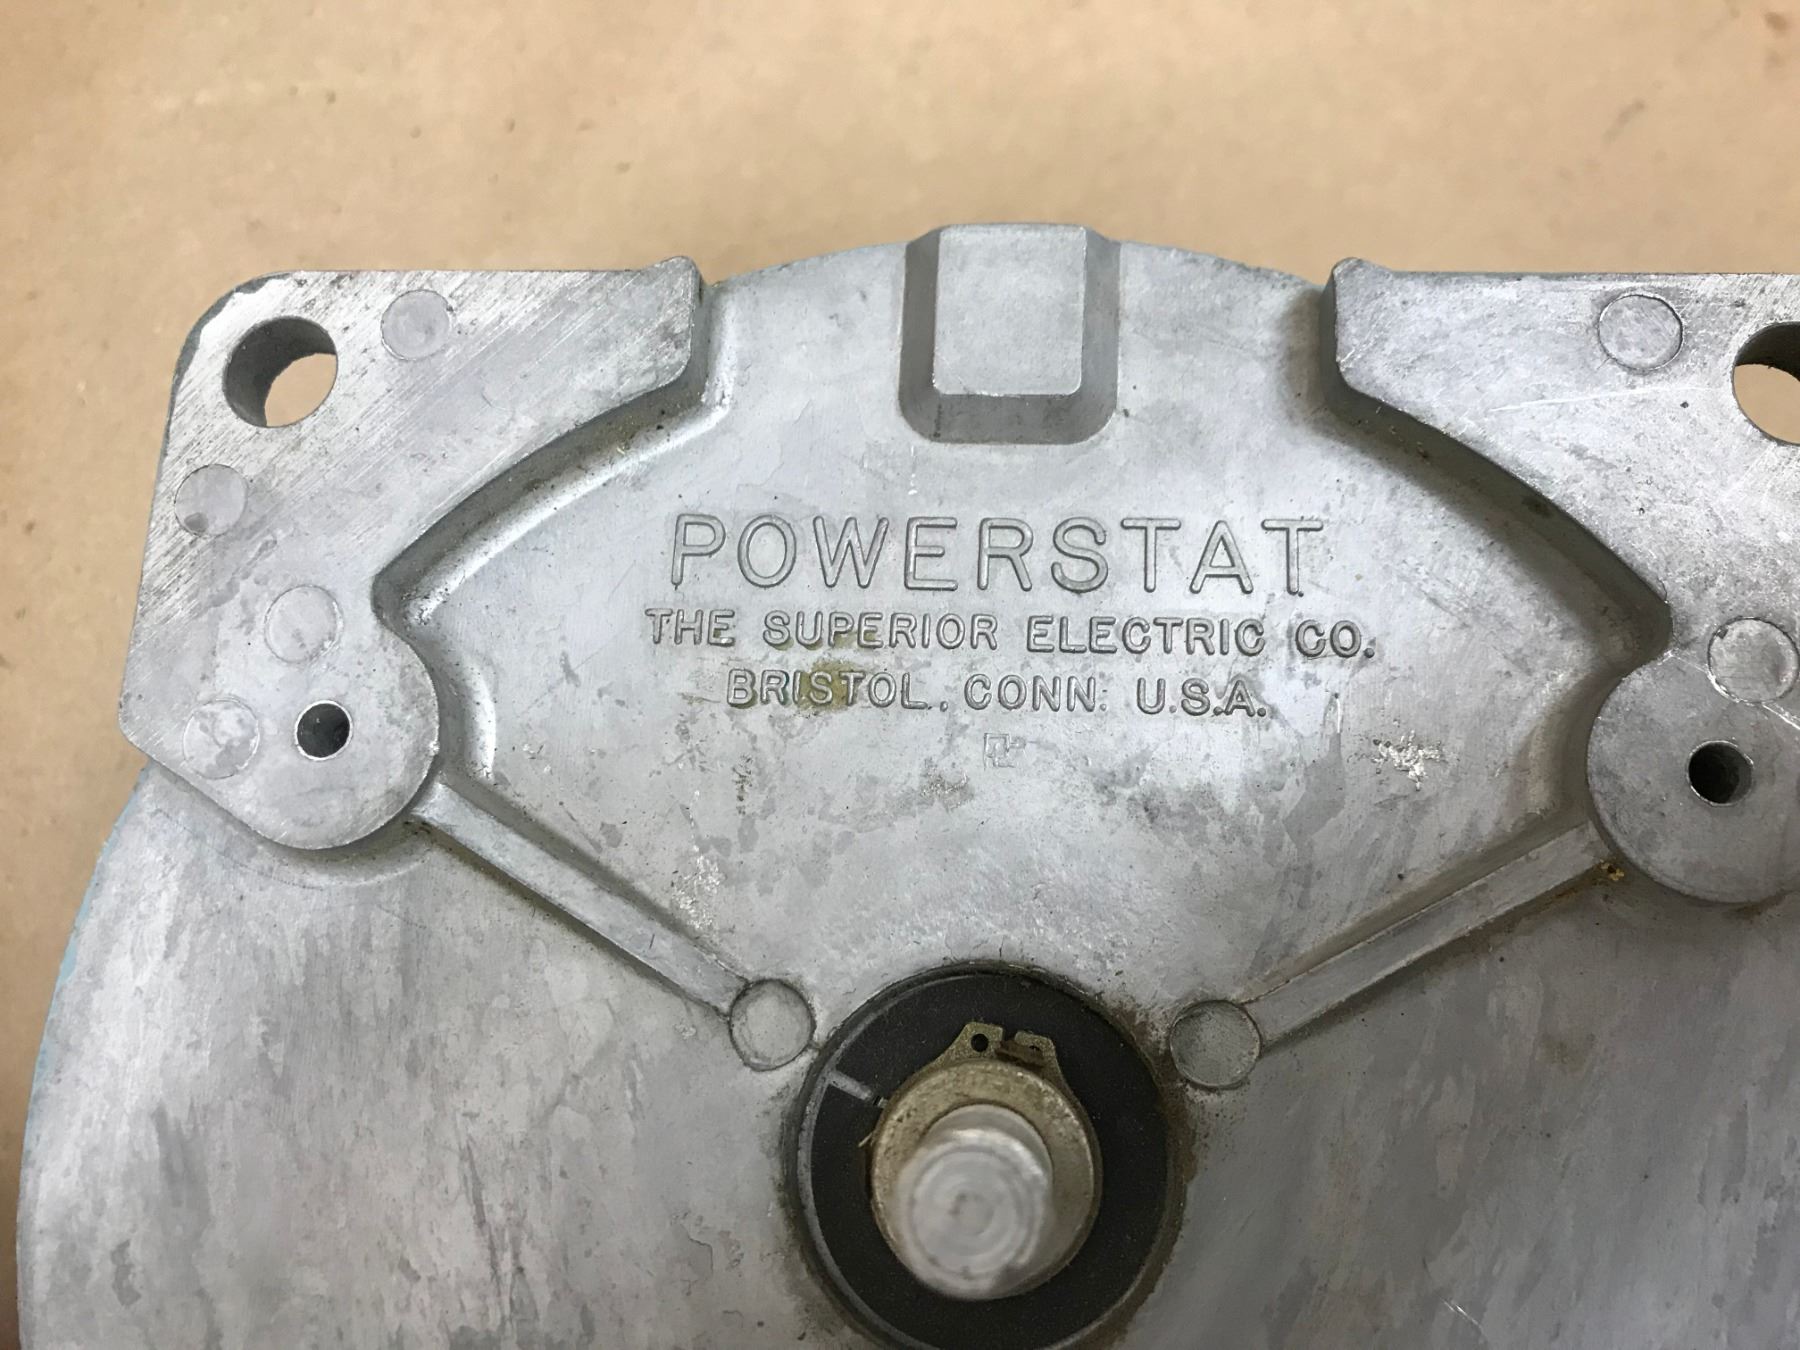 POWERSTAT
THE SUPERIOR ELECTRIC CO.
BRISTOL, CONN. U.S.A.